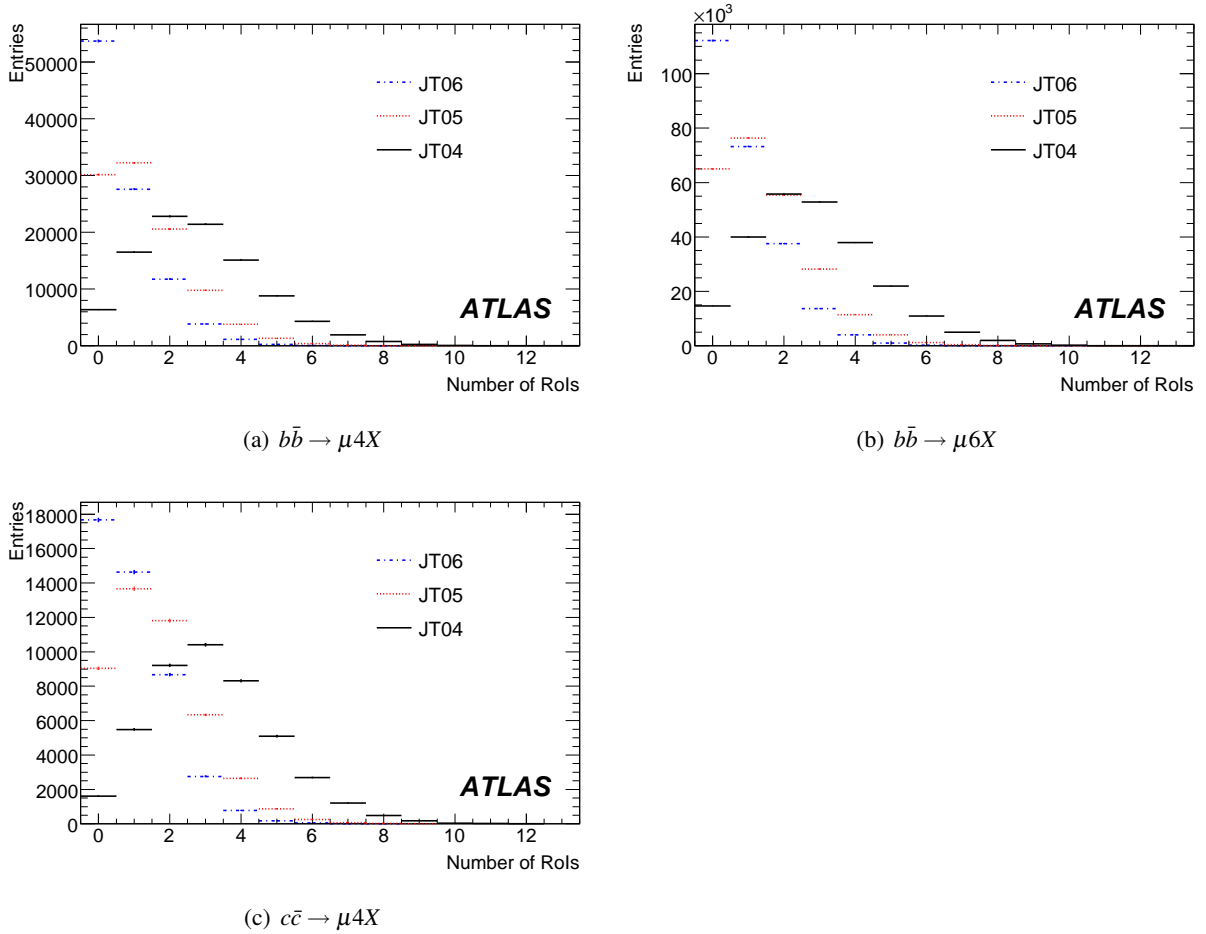 Entries
50000
40000
30000
20000
10000
0
JT06
JT05
JT04
ATLAS
0 2 4 6 8 10 12
Number of RoIs
(a) bb̄ → μ4X
×10³
Entries
100
80
60
40
20
0
JT06
JT05
JT04
ATLAS
0 2 4 6 8 10 12
Number of RoIs
(b) bb̄ → μ6X
Entries
18000
16000
14000
12000
10000
8000
6000
4000
2000
0
JT06
JT05
JT04
ATLAS
0 2 4 6 8 10 12
Number of RoIs
(c) cc̄ → μ4X